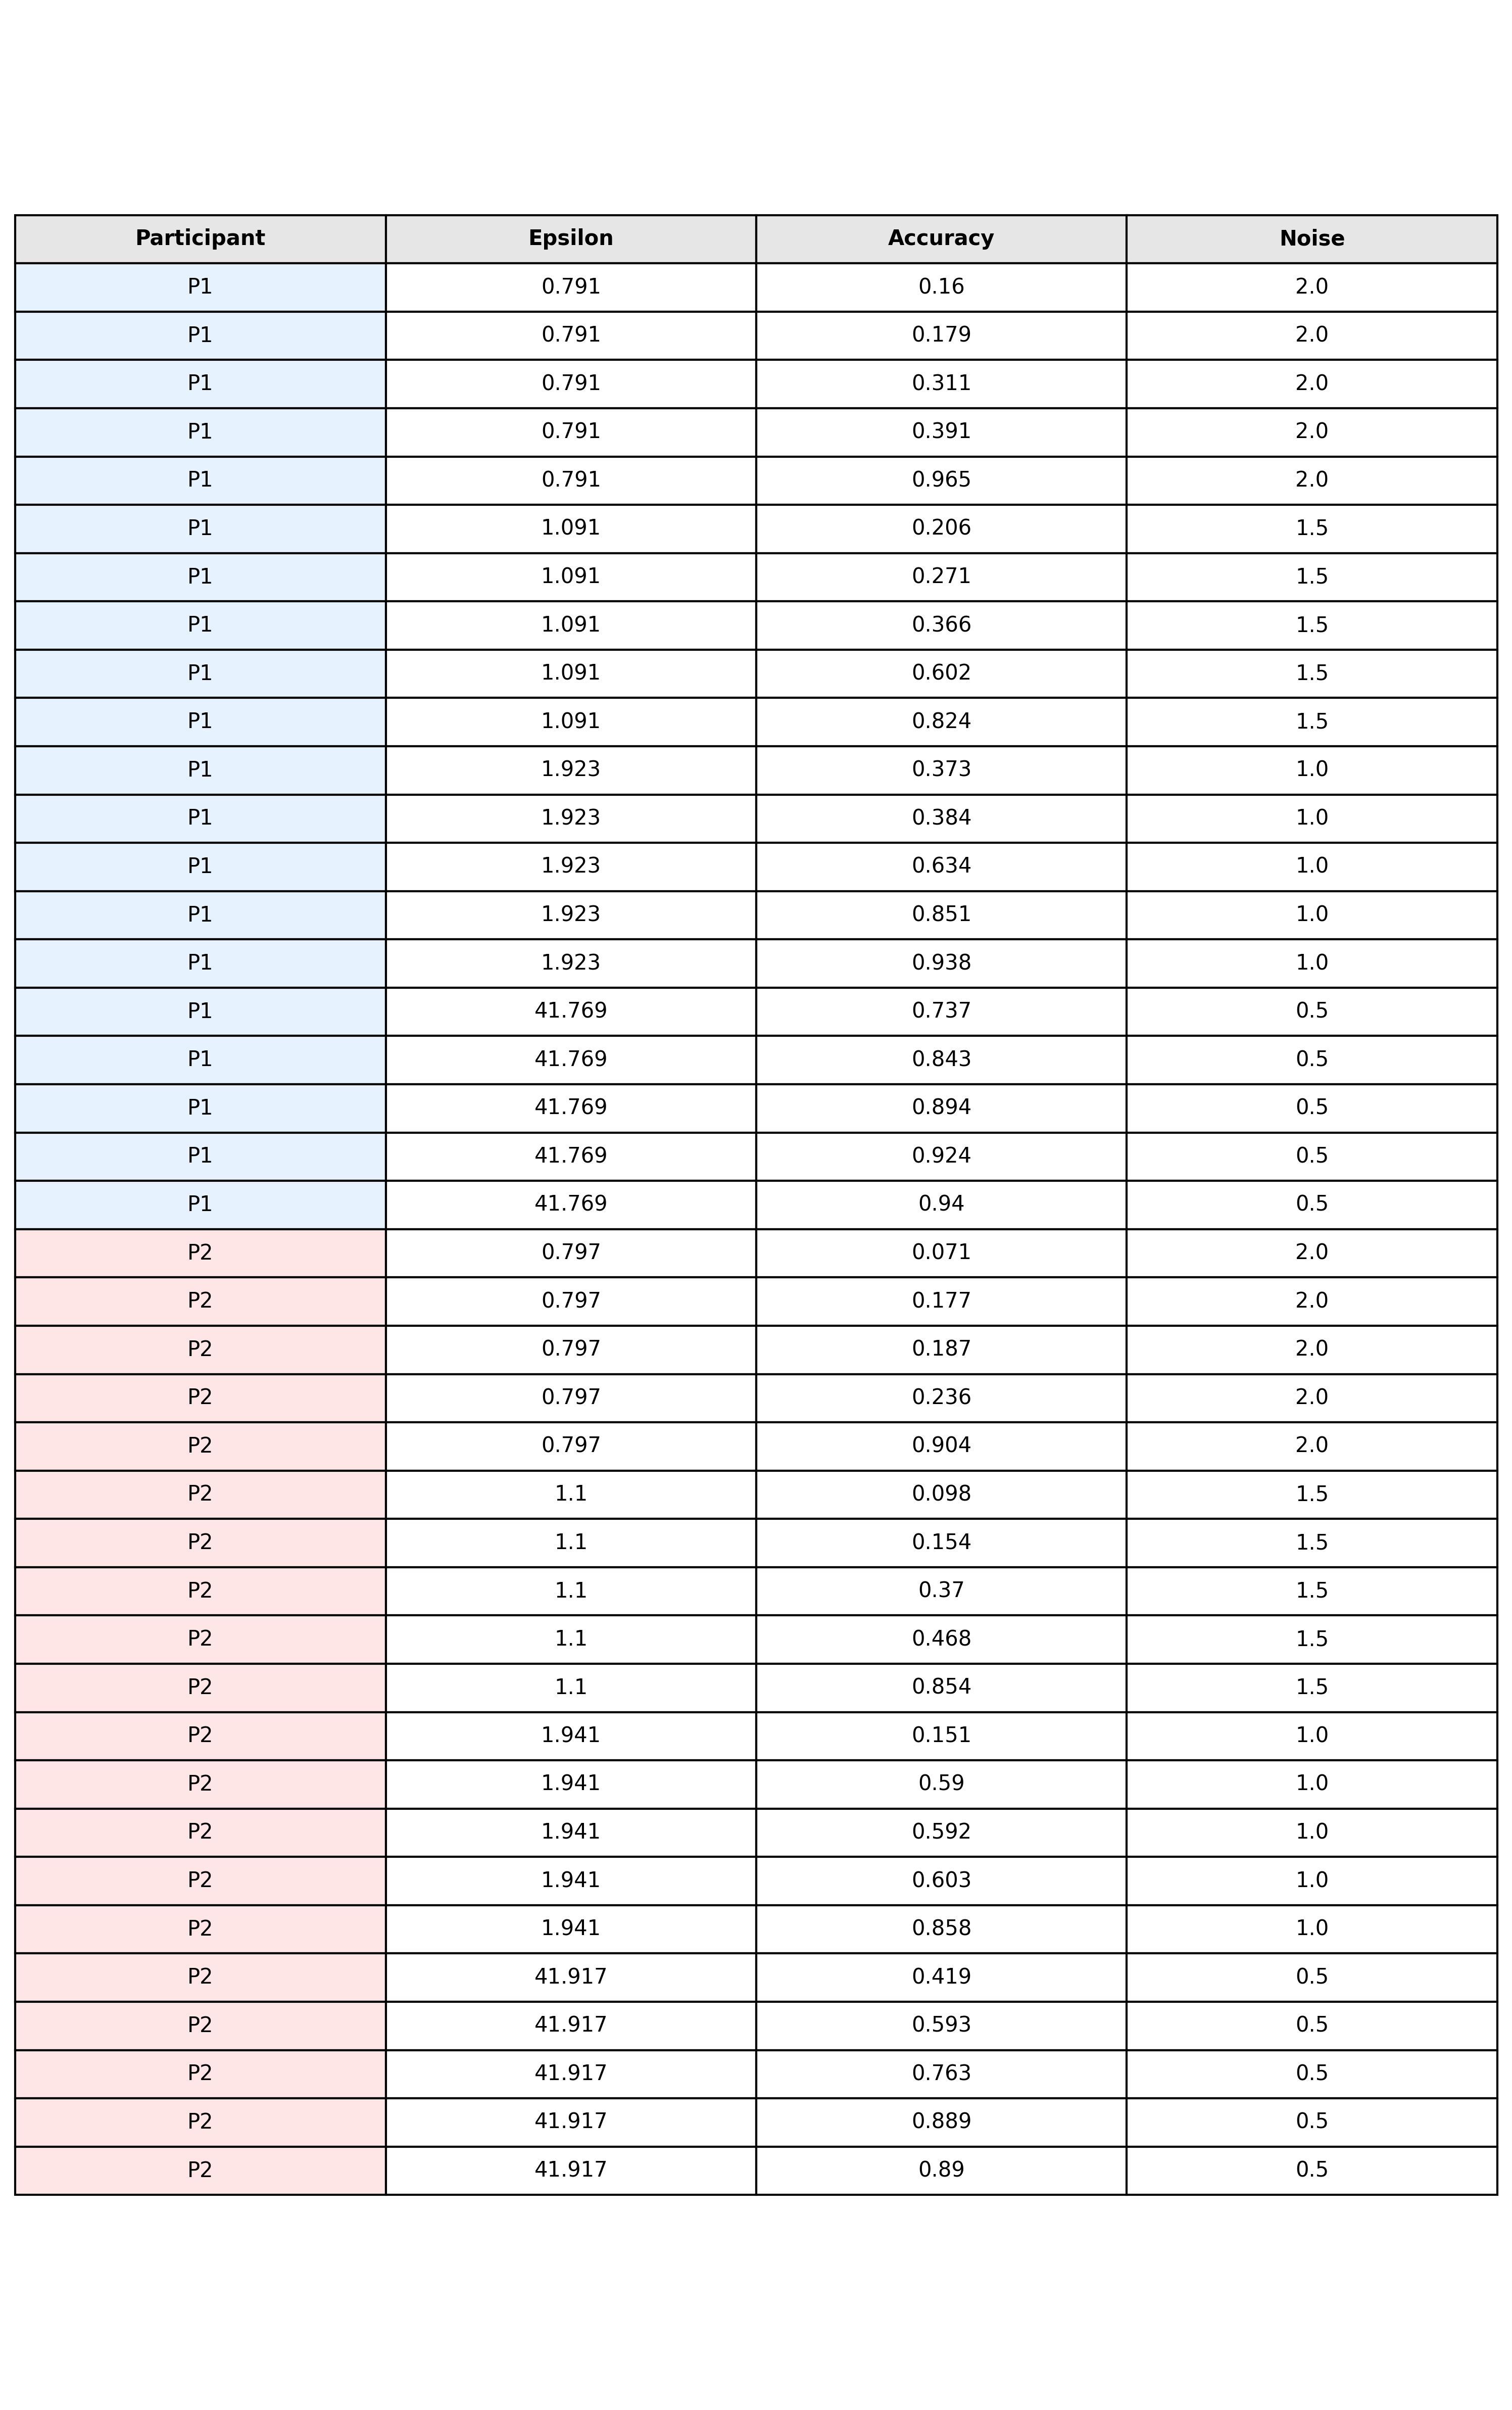 Participant Epsilon Accuracy Noise
P1 0.791 0.16 2.0
P1 0.791 0.179 2.0
P1 0.791 0.311 2.0
P1 0.791 0.391 2.0
P1 0.791 0.965 2.0
P1 1.091 0.206 1.5
P1 1.091 0.271 1.5
P1 1.091 0.366 1.5
P1 1.091 0.602 1.5
P1 1.091 0.824 1.5
P1 1.923 0.373 1.0
P1 1.923 0.384 1.0
P1 1.923 0.634 1.0
P1 1.923 0.851 1.0
P1 1.923 0.938 1.0
P1 41.769 0.737 0.5
P1 41.769 0.843 0.5
P1 41.769 0.894 0.5
P1 41.769 0.924 0.5
P1 41.769 0.94 0.5
P2 0.797 0.071 2.0
P2 0.797 0.177 2.0
P2 0.797 0.187 2.0
P2 0.797 0.236 2.0
P2 0.797 0.904 2.0
P2 1.1 0.098 1.5
P2 1.1 0.154 1.5
P2 1.1 0.37 1.5
P2 1.1 0.468 1.5
P2 1.1 0.854 1.5
P2 1.941 0.151 1.0
P2 1.941 0.59 1.0
P2 1.941 0.592 1.0
P2 1.941 0.603 1.0
P2 1.941 0.858 1.0
P2 41.917 0.419 0.5
P2 41.917 0.593 0.5
P2 41.917 0.763 0.5
P2 41.917 0.889 0.5
P2 41.917 0.89 0.5